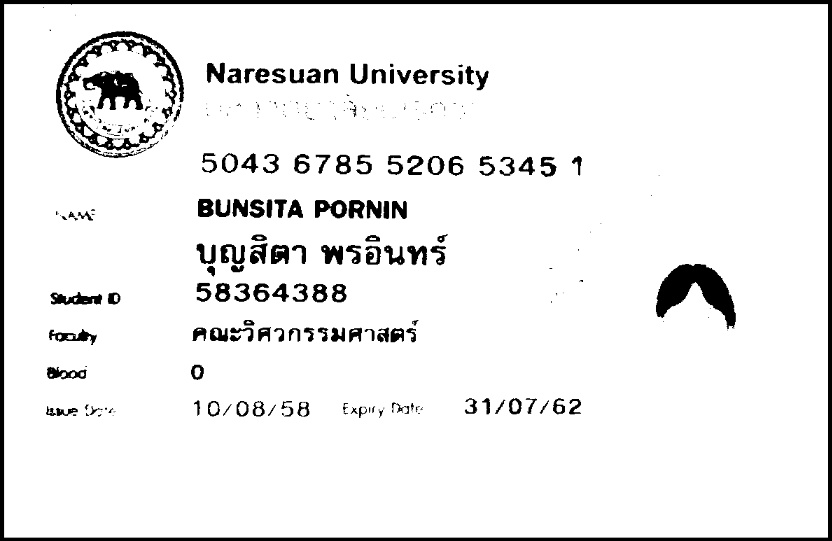 Naresuan University
5043 6785 5206 5345 1
NAME BUNSITA PORNIN
บุญสิตา พรอินทร์
Student ID 58364388
Faculty คณะวิศวกรรมศาสตร์
Blood O
Issue Date 10/08/58 Expiry Date 31/07/62